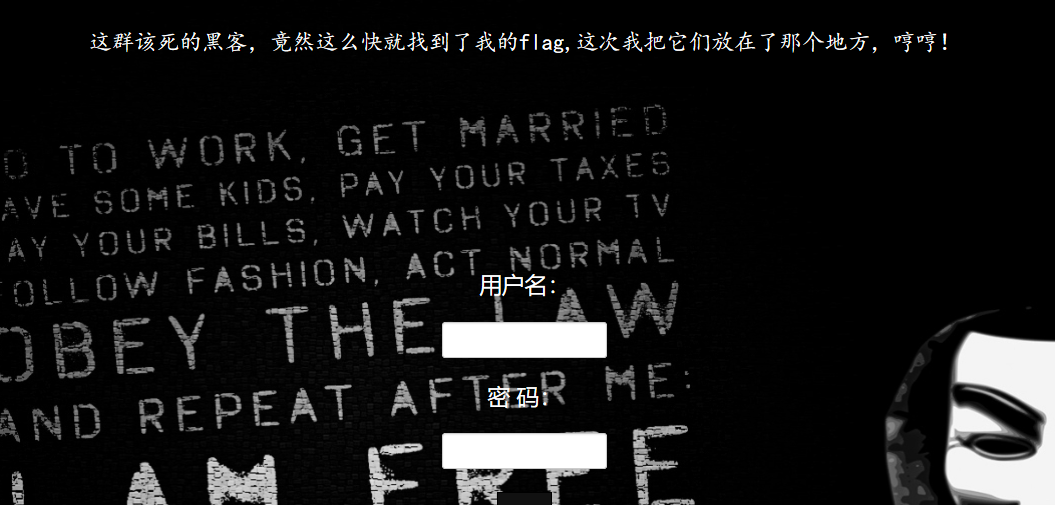 这群该死的黑客，竟然这么快就找到了我的flag,这次我把它们放在了那个地方，哼哼！
O TO WORK, GET MARRIED
AVE SOME KIDS, PAY YOUR TAXES
AY YOUR BILLS, WATCH YOUR TV
OLLOW FASHION, ACT NORMAL
OBEY THE LAW
AND REPEAT AFTER ME:
I AM FREE
用户名：
密 码：